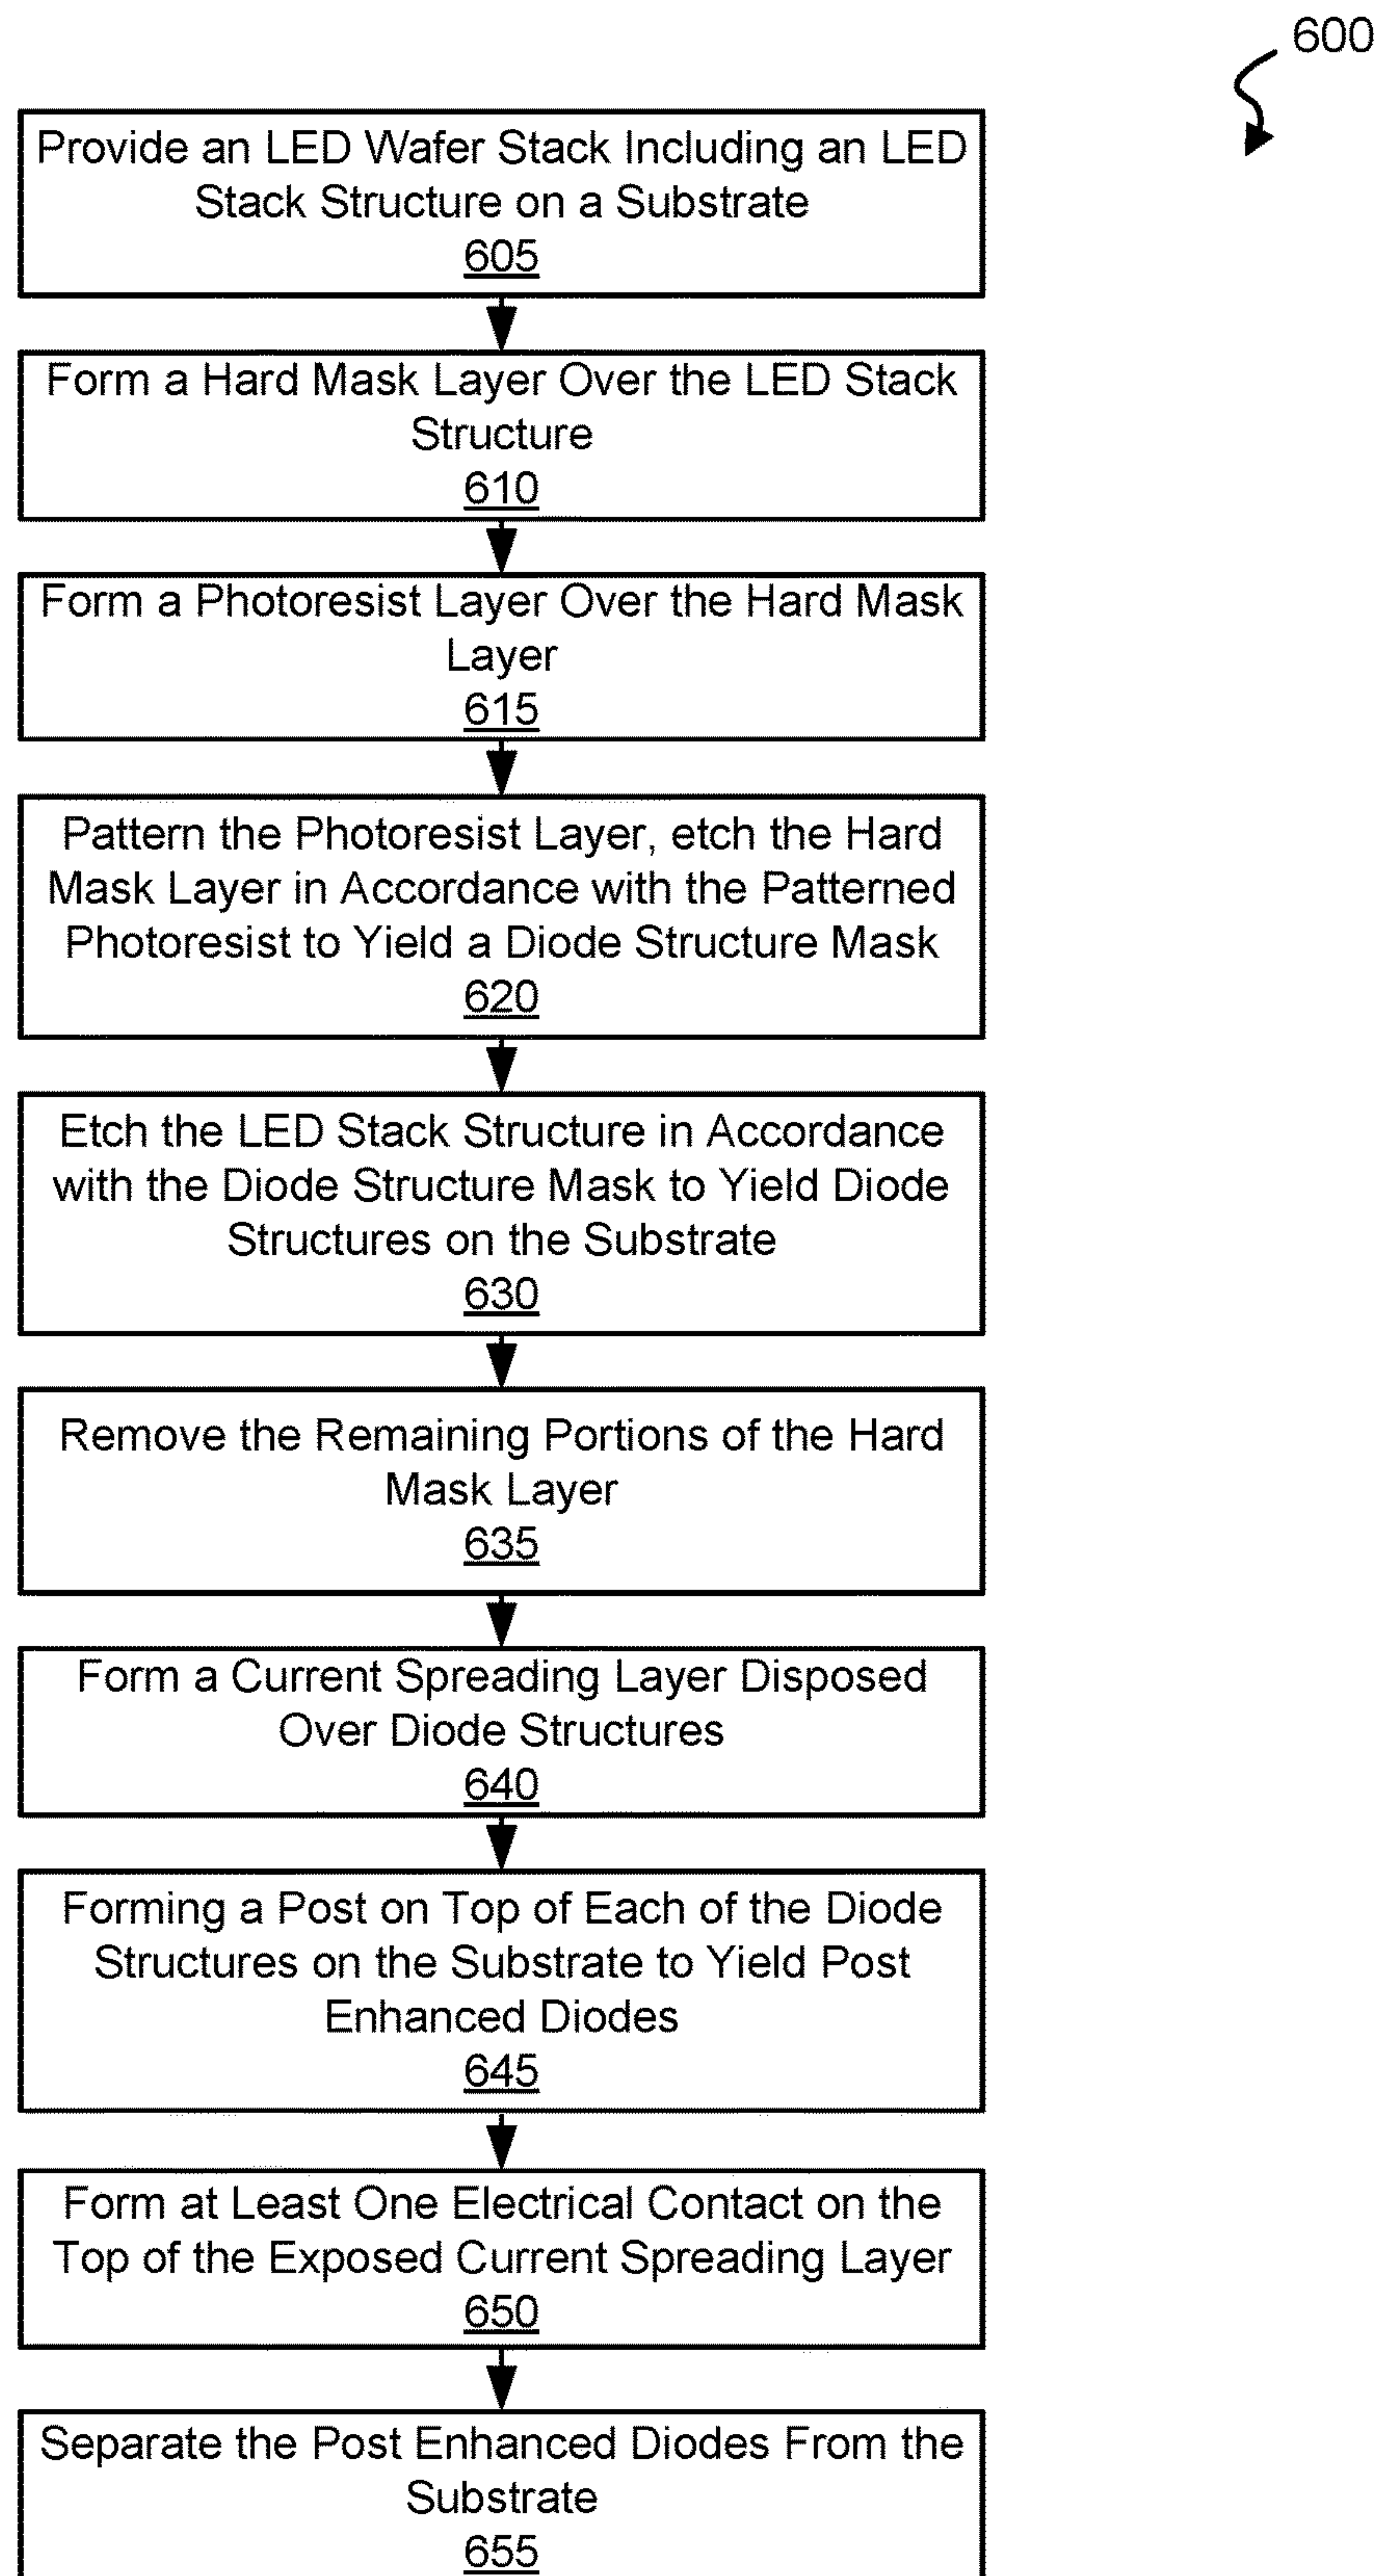 600
Provide an LED Wafer Stack Including an LED
Stack Structure on a Substrate
605
Form a Hard Mask Layer Over the LED Stack
Structure
610
Form a Photoresist Layer Over the Hard Mask
Layer
615
Pattern the Photoresist Layer, etch the Hard
Mask Layer in Accordance with the Patterned
Photoresist to Yield a Diode Structure Mask
620
Etch the LED Stack Structure in Accordance
with the Diode Structure Mask to Yield Diode
Structures on the Substrate
630
Remove the Remaining Portions of the Hard
Mask Layer
635
Form a Current Spreading Layer Disposed
Over Diode Structures
640
Forming a Post on Top of Each of the Diode
Structures on the Substrate to Yield Post
Enhanced Diodes
645
Form at Least One Electrical Contact on the
Top of the Exposed Current Spreading Layer
650
Separate the Post Enhanced Diodes From the
Substrate
655